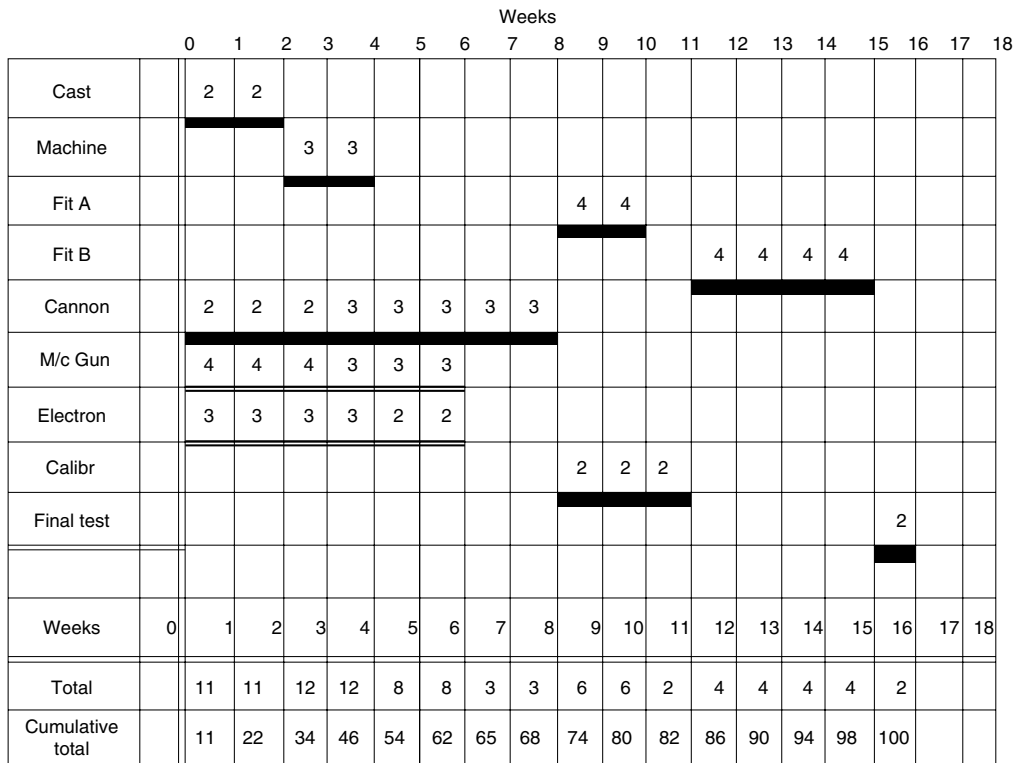 Weeks
0 1 2 3 4 5 6 7 8 9 10 11 12 13 14 15 16 17 18
Cast 2 2
Machine 3 3
Fit A 4 4
Fit B 4 4 4 4
Cannon 2 2 2 3 3 3 3 3
M/c Gun 4 4 4 3 3 3
Electron 3 3 3 3 2 2
Calibr 2 2 2
Final test 2
Weeks 0 1 2 3 4 5 6 7 8 9 10 11 12 13 14 15 16 17 18
Total 11 11 12 12 8 8 3 3 6 6 2 4 4 4 4 2
Cumulative
total 11 22 34 46 54 62 65 68 74 80 82 86 90 94 98 100